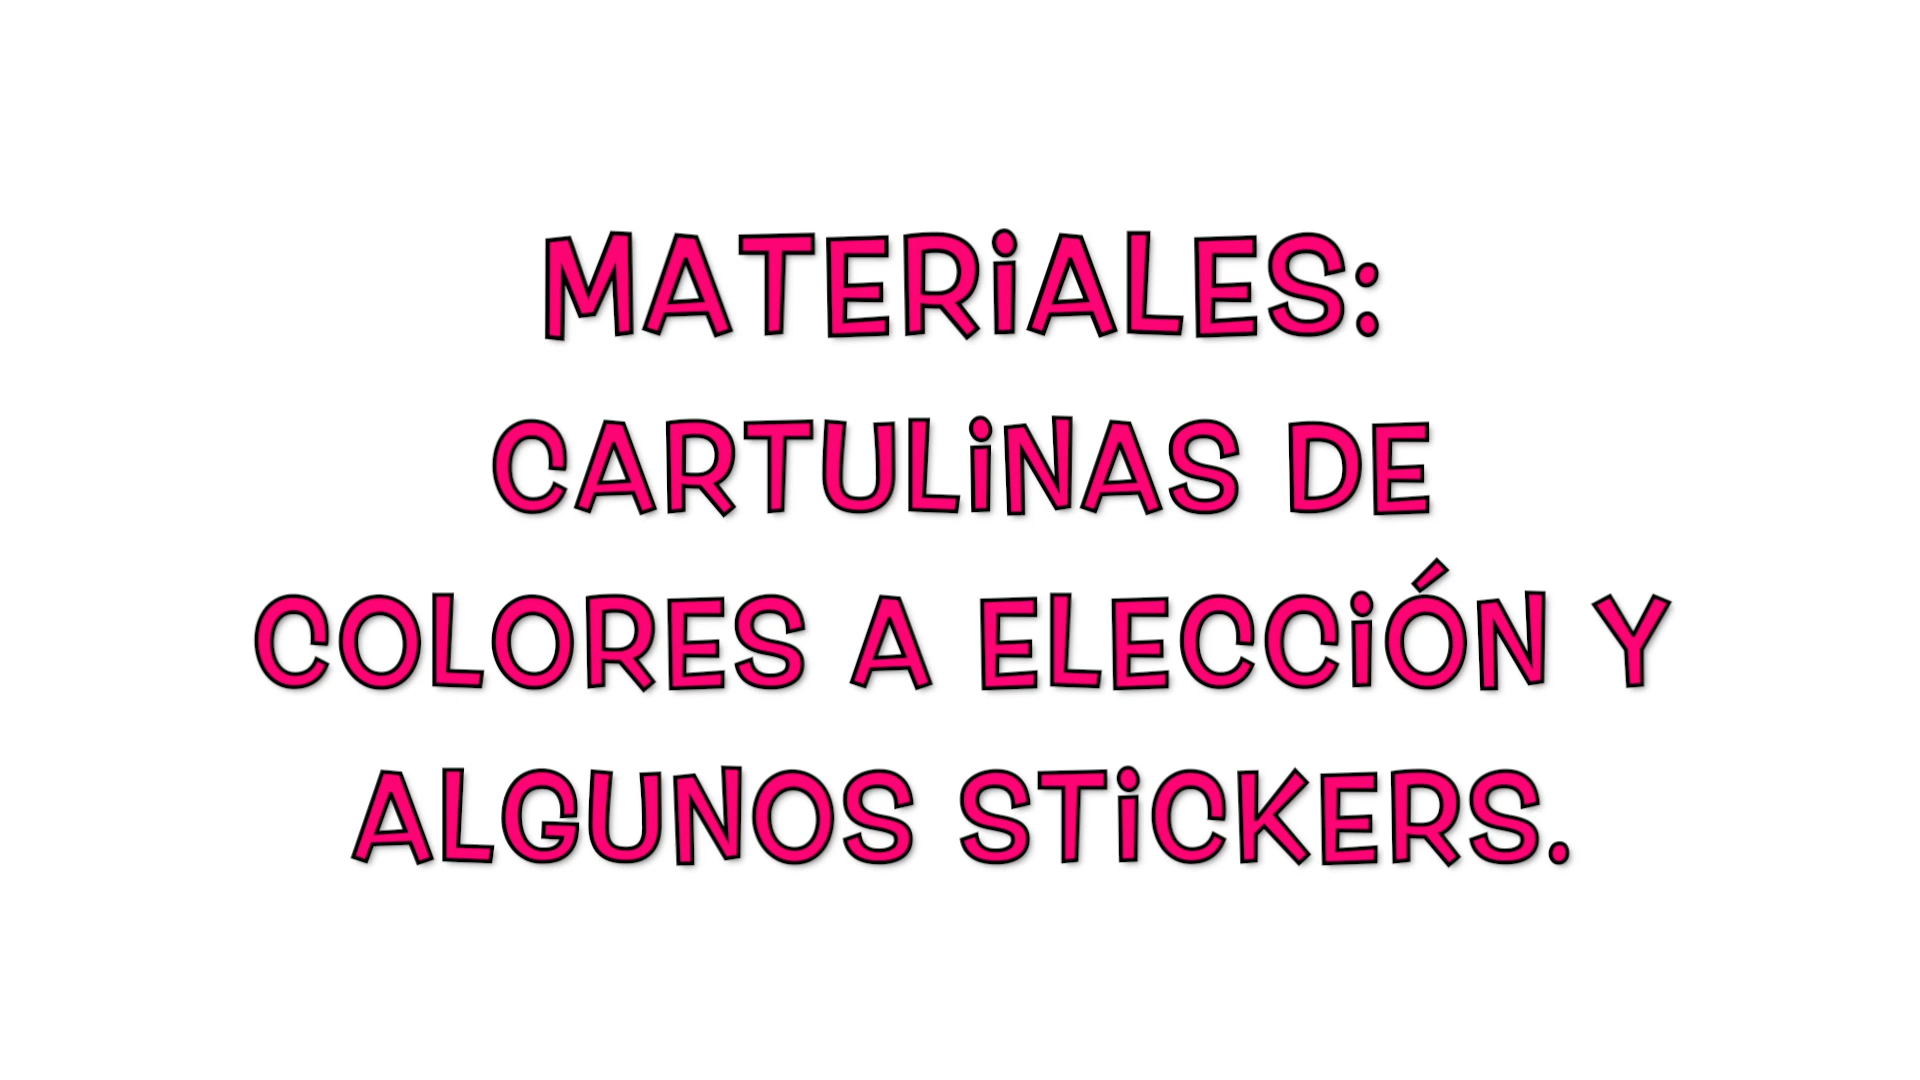 MATERIALES:
CARTULINAS DE
COLORES A ELECCIÓN Y
ALGUNOS STICKERS.